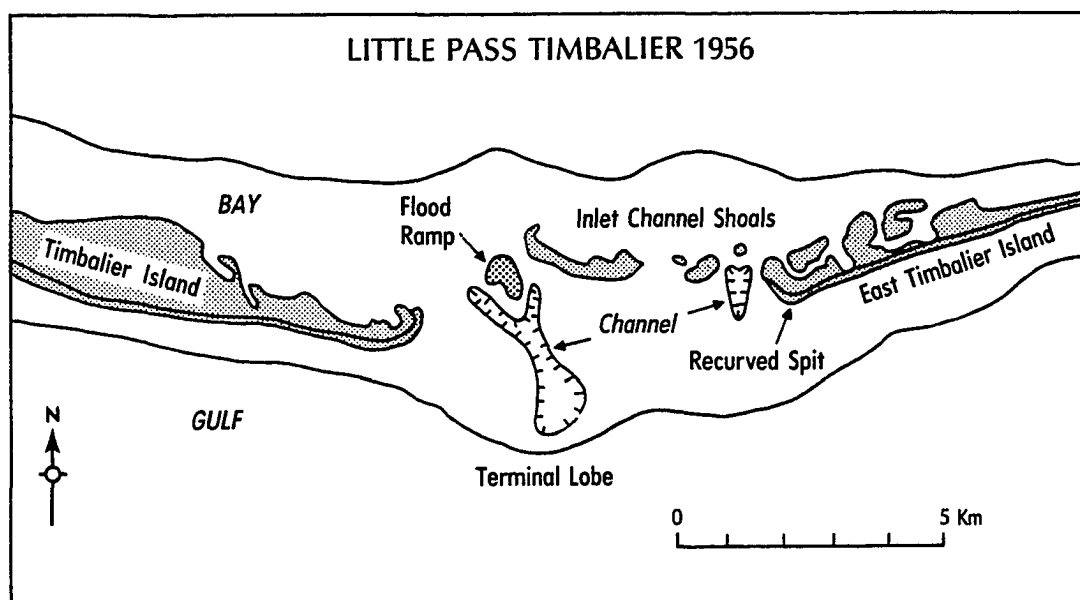 LITTLE PASS TIMBALIER 1956
BAY
Flood
Ramp
Inlet Channel Shoals
Timbalier Island
East Timbalier Island
Channel
Recurved Spit
N
GULF
Terminal Lobe
0 5 Km